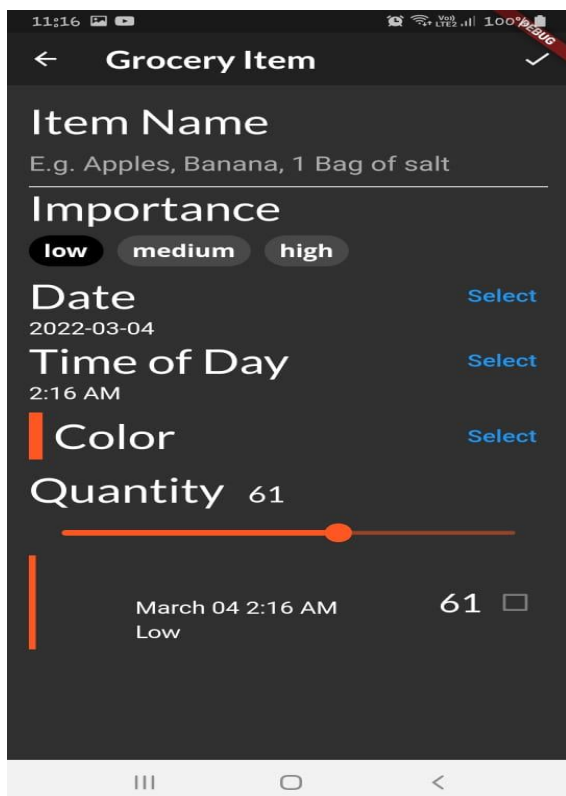 11:16 Vo)) LTE2 100%
DEBUG
Grocery Item
Item Name
E.g. Apples, Banana, 1 Bag of salt
Importance
low medium high
Date Select
2022-03-04
Time of Day Select
2:16 AM
Color Select
Quantity 61
March 04 2:16 AM 61
Low